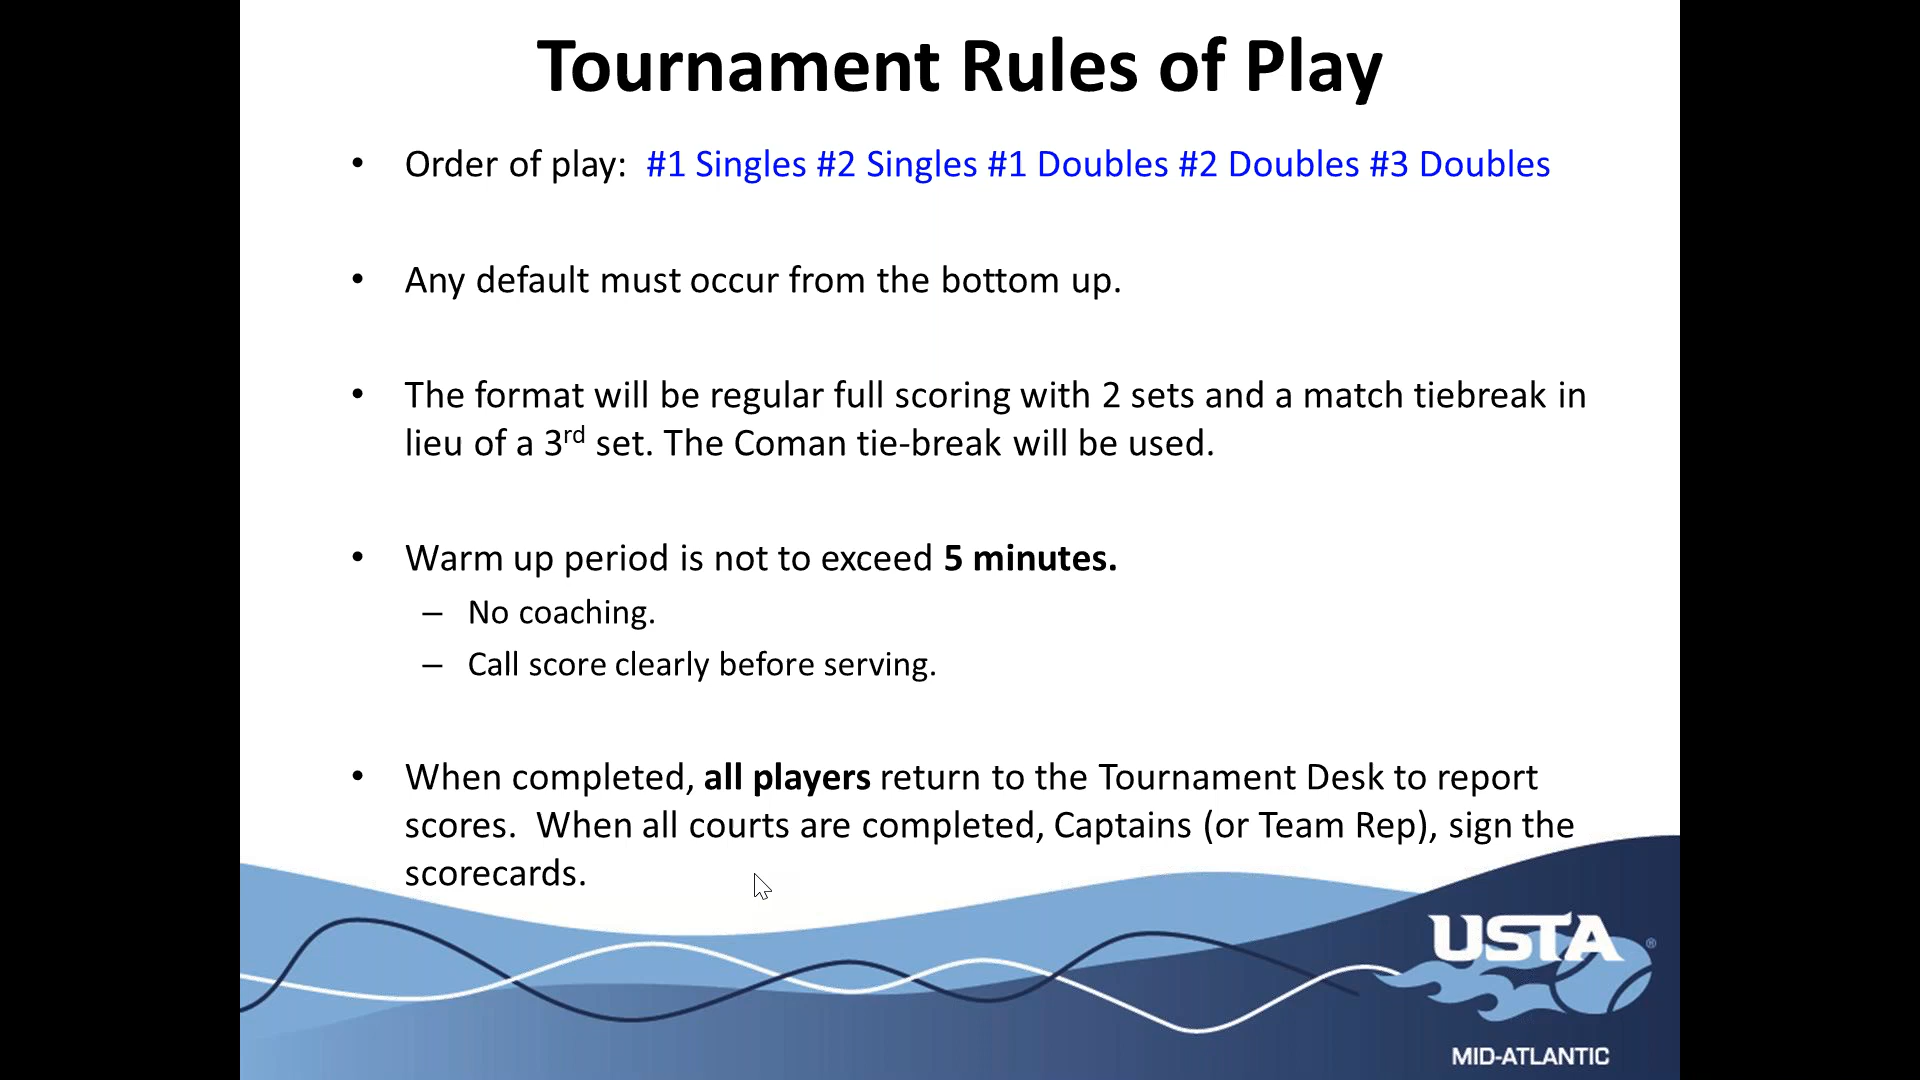 Tournament Rules of Play
• Order of play:  #1 Singles #2 Singles #1 Doubles #2 Doubles #3 Doubles
• Any default must occur from the bottom up.
• The format will be regular full scoring with 2 sets and a match tiebreak in
lieu of a 3rd set. The Coman tie-break will be used.
• Warm up period is not to exceed 5 minutes.
– No coaching.
– Call score clearly before serving.
• When completed, all players return to the Tournament Desk to report
scores.  When all courts are completed, Captains (or Team Rep), sign the
scorecards.
USTA ®
MID-ATLANTIC